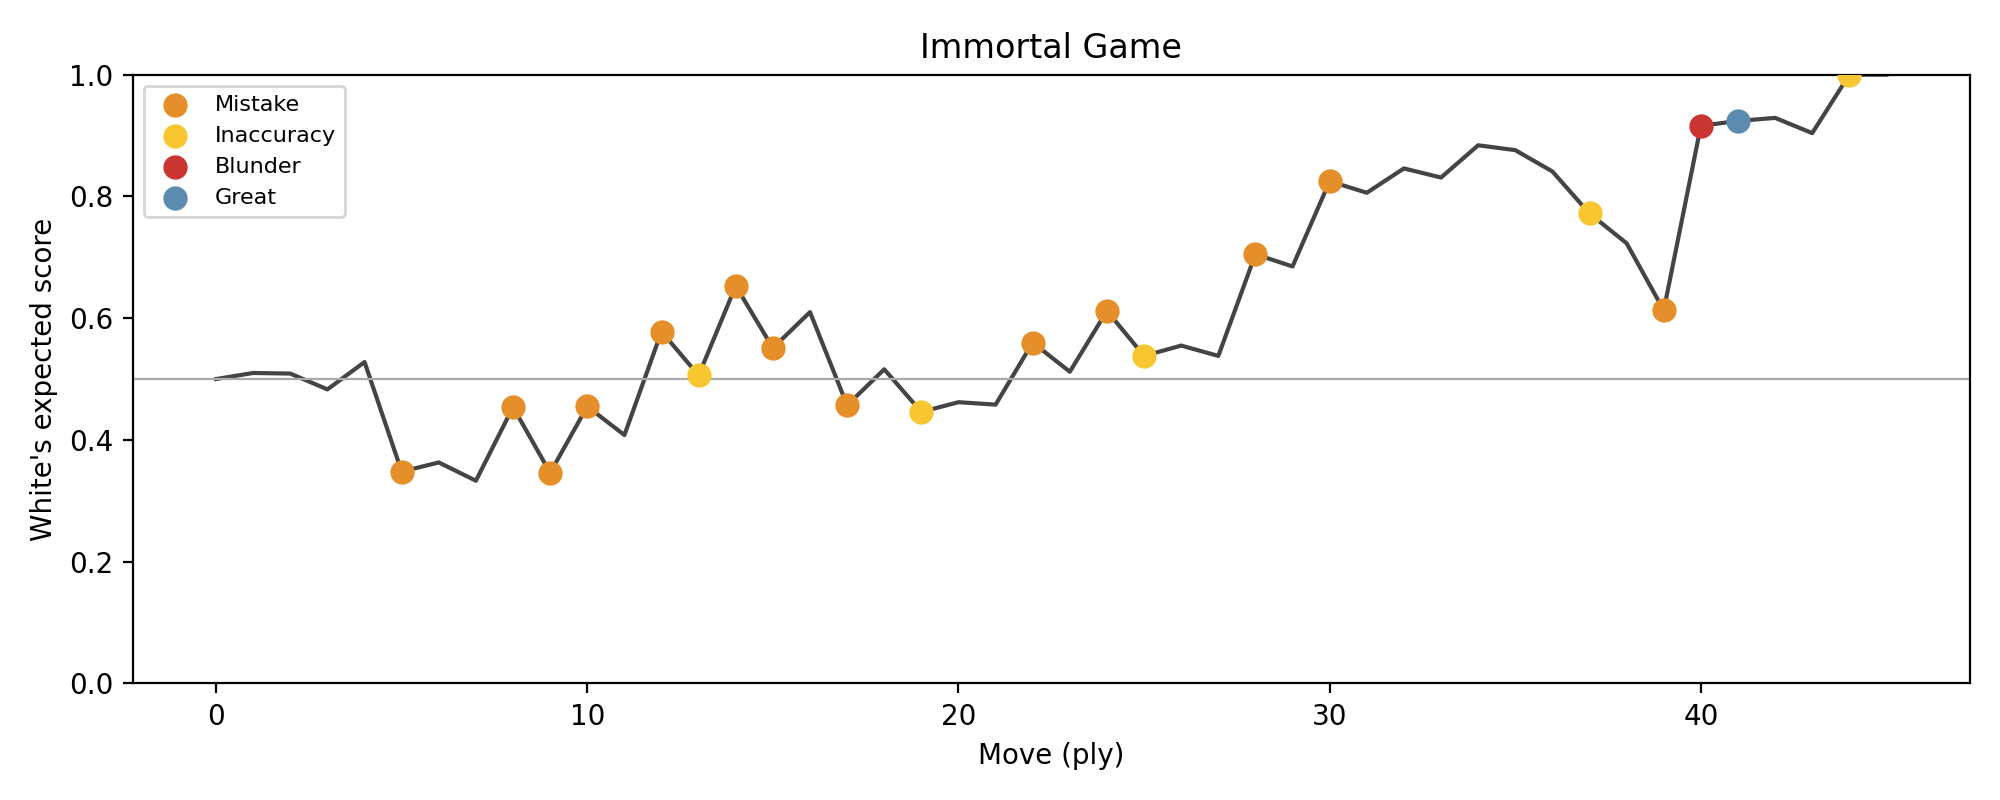 Immortal Game
1.0
0.8
0.6
0.4
0.2
0.0
White's expected score
Mistake
Inaccuracy
Blunder
Great
0 10 20 30 40
Move (ply)